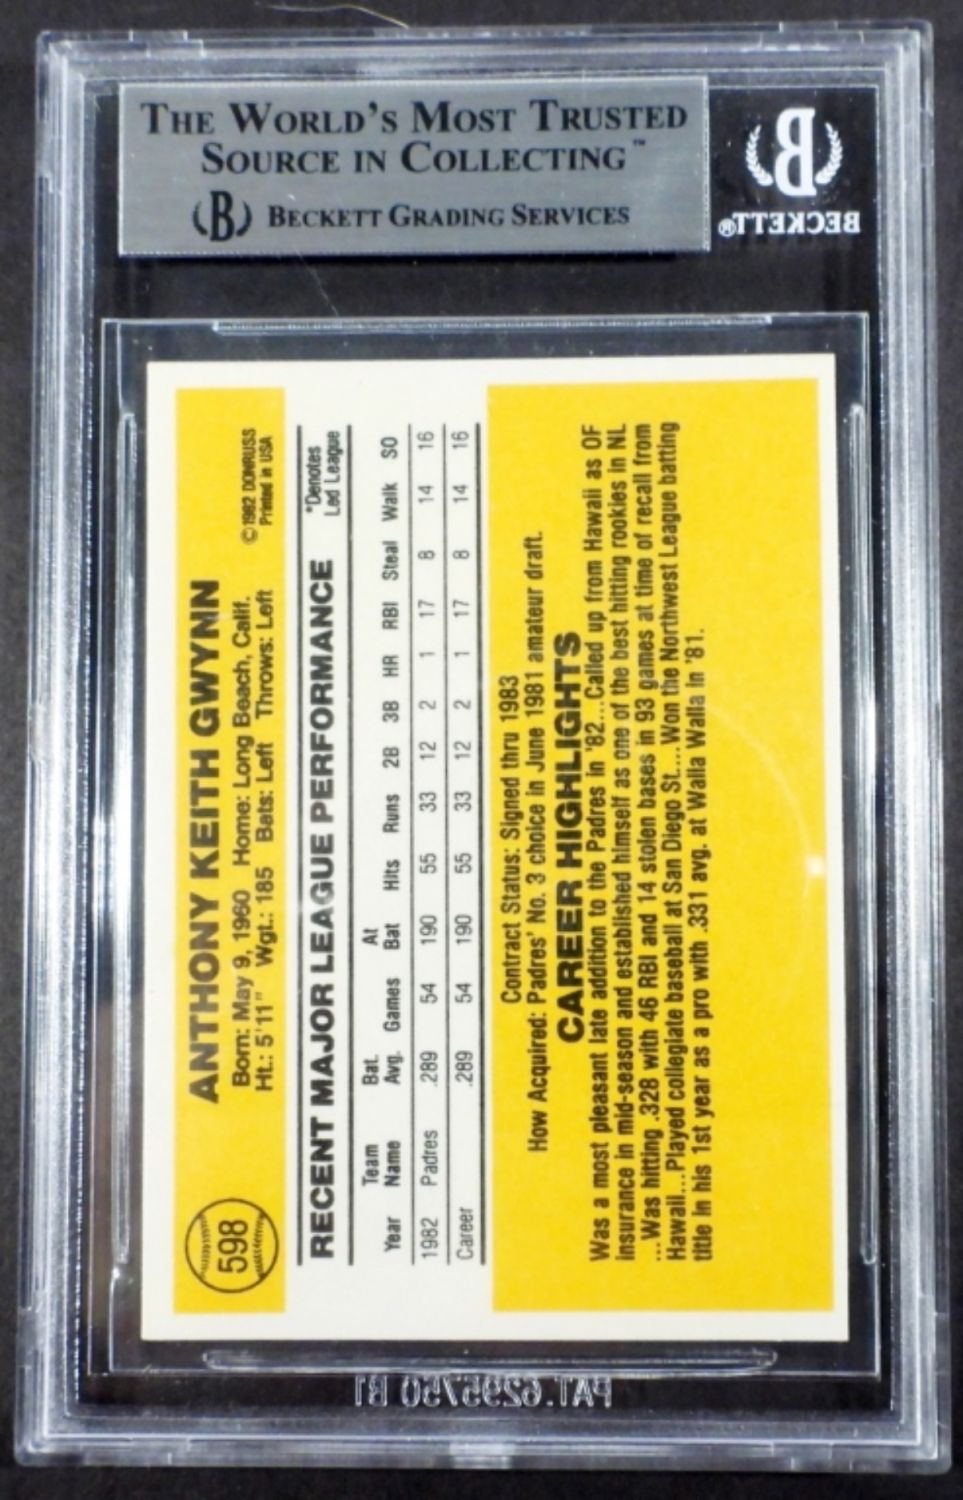 THE WORLD'S MOST TRUSTED
SOURCE IN COLLECTING™
B BECKETT GRADING SERVICES
B
BECKETT®
598
ANTHONY KEITH GWYNN
©1982 DONRUSS
Printed in USA
Born: May 9, 1960 Home: Long Beach, Calif.
Ht.: 5'11" Wgt.: 185 Bats: Left Throws: Left
RECENT MAJOR LEAGUE PERFORMANCE
*Denotes
Led League
Year Team Name Bat. Avg. Games At Bat Hits Runs 2B 3B HR RBI Steal Walk SO
1982 Padres .289 54 190 55 33 12 2 1 17 8 14 16
Career .289 54 190 55 33 12 2 1 17 8 14 16
Contract Status: Signed thru 1983
How Acquired: Padres' No. 3 choice in June 1981 amateur draft.
CAREER HIGHLIGHTS
Was a most pleasant late addition to the Padres in '82...Called up from Hawaii as OF
insurance in mid-season and established himself as one of the best hitting rookies in NL
...Was hitting .328 with 46 RBI and 14 stolen bases in 93 games at time of recall from
Hawaii...Played collegiate baseball at San Diego St....Won the Northwest League batting
title in his 1st year as a pro with .331 avg. at Walla Walla in '81.
PAT.6295750 B1